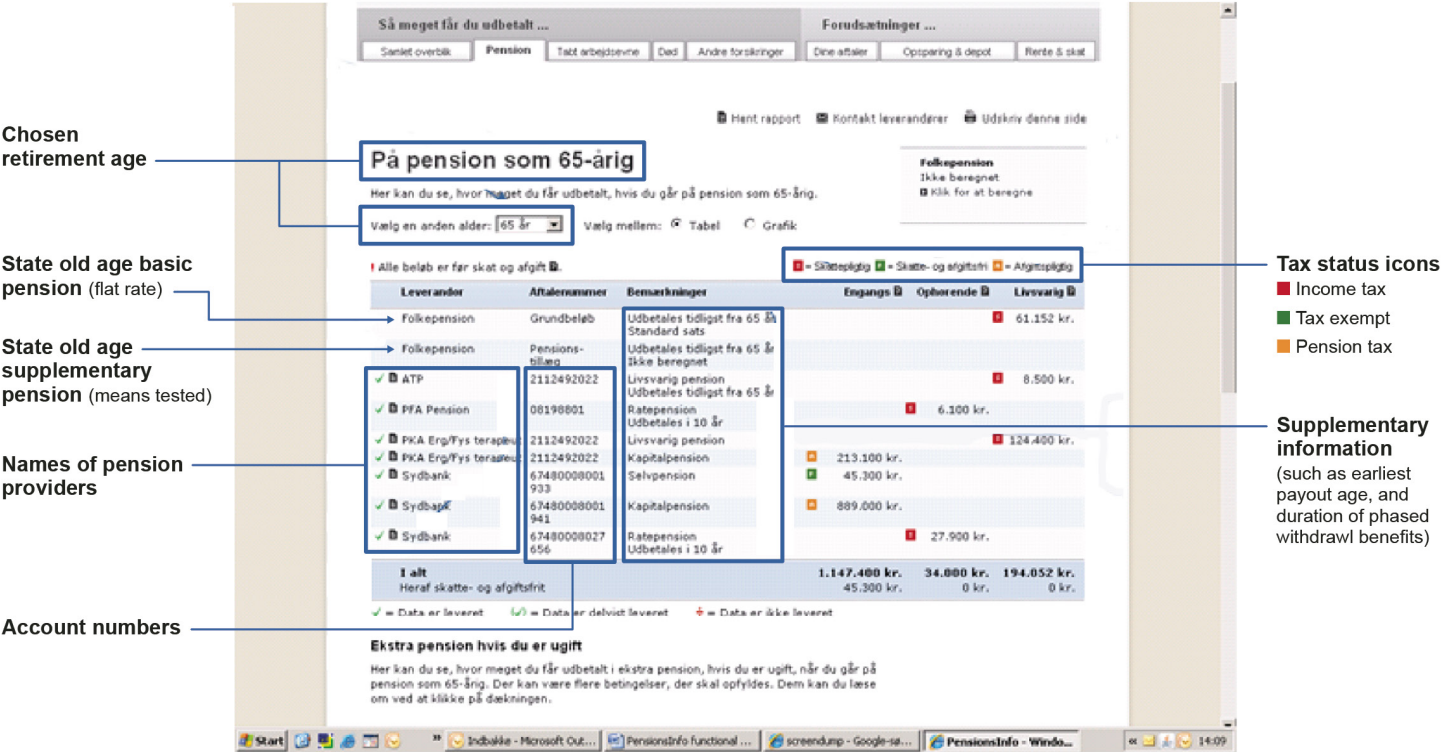 Så meget får du udbetalt ...
Forudsætninger ...
Samlet overblik
Pension
Tabt arbejdsevne
Død
Andre forsikringer
Dine aftaler
Opsparing & depot
Rente & skat
Hent rapport
Kontakt leverandører
Udskriv denne side
Chosen
retirement age
På pension som 65-årig
Folkepension
Ikke beregnet
Klik for at beregne
Her kan du se, hvor meget du får udbetalt, hvis du går på pension som 65-årig.
Vælg en anden alder: 65 år
Vælg mellem: Tabel Grafik
! Alle beløb er før skat og afgift
= Skattepligtig = Skatte- og afgiftsfri = Afgiftspligtig
State old age basic
pension (flat rate)
State old age
supplementary
pension (means tested)
Names of pension
providers
Account numbers
Tax status icons
Income tax
Tax exempt
Pension tax
Supplementary
information
(such as earliest
payout age, and
duration of phased
withdrawl benefits)
Leverandor Aftalenummer Bemærkninger Engangs Ophorende Livsvarig
Folkepension Grundbeløb Udbetales tidligst fra 65 år 61.152 kr.
Standard sats
Folkepension Pensions- Udbetales tidligst fra 65 år
tillæg Ikke beregnet
ATP 2112492022 Livsvarig pension 8.500 kr.
Udbetales tidligst fra 65 år
PFA Pension 08198801 Ratepension 6.100 kr.
Udbetales i 10 år
PKA Erg/Fys terapeut 2112492022 Livsvarig pension 124.400 kr.
PKA Erg/Fys terapeut 2112492022 Kapitalpension 213.100 kr.
Sydbank 67480008001 Selvpension 45.300 kr.
933
Sydbank 67480008001 Kapitalpension 889.000 kr.
941
Sydbank 67480008027 Ratepension 27.900 kr.
656 Udbetales i 10 år
I alt 1.147.400 kr. 34.000 kr. 194.052 kr.
Heraf skatte- og afgiftsfrit 45.300 kr. 0 kr. 0 kr.
✓ = Data er leveret (✓) = Data er delvist leveret = Data er ikke leveret
Ekstra pension hvis du er ugift
Her kan du se, hvor meget du får udbetalt i ekstra pension, hvis du er ugift, når du går på
pension som 65-årig. Der kan være flere betingelser, der skal opfyldes. Dem kan du læse
om ved at klikke på dækningen.
Start
Indbakke - Microsoft Out...
PensionsInfo functional ...
screendump - Google-sø...
PensionsInfo - Windo...
14:09